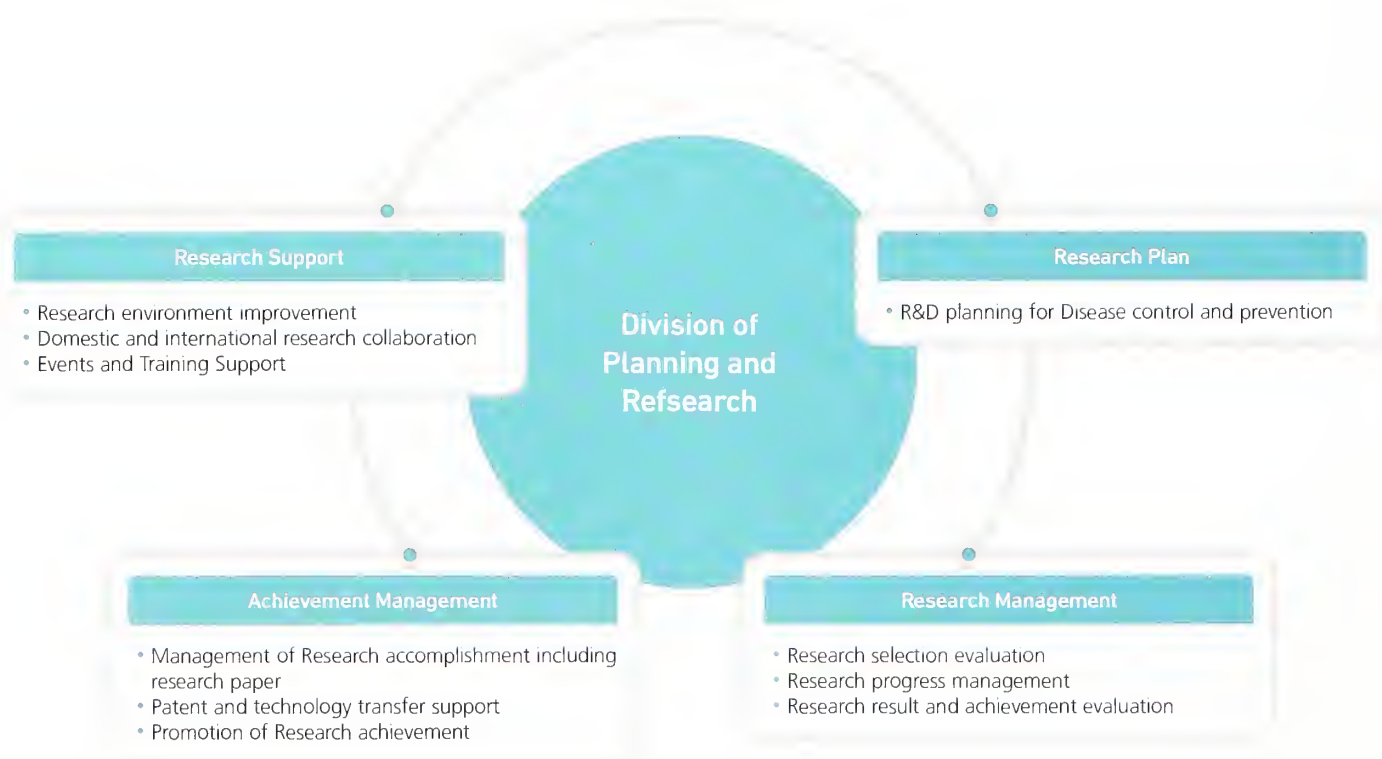 Research Support
• Research environment improvement
• Domestic and international research collaboration
• Events and Training Support
Division of
Planning and
Refsearch
Research Plan
• R&D planning for Disease control and prevention
Achievement Management
• Management of Research accomplishment including
research paper
• Patent and technology transfer support
• Promotion of Research achievement
Research Management
• Research selection evaluation
• Research progress management
• Research result and achievement evaluation